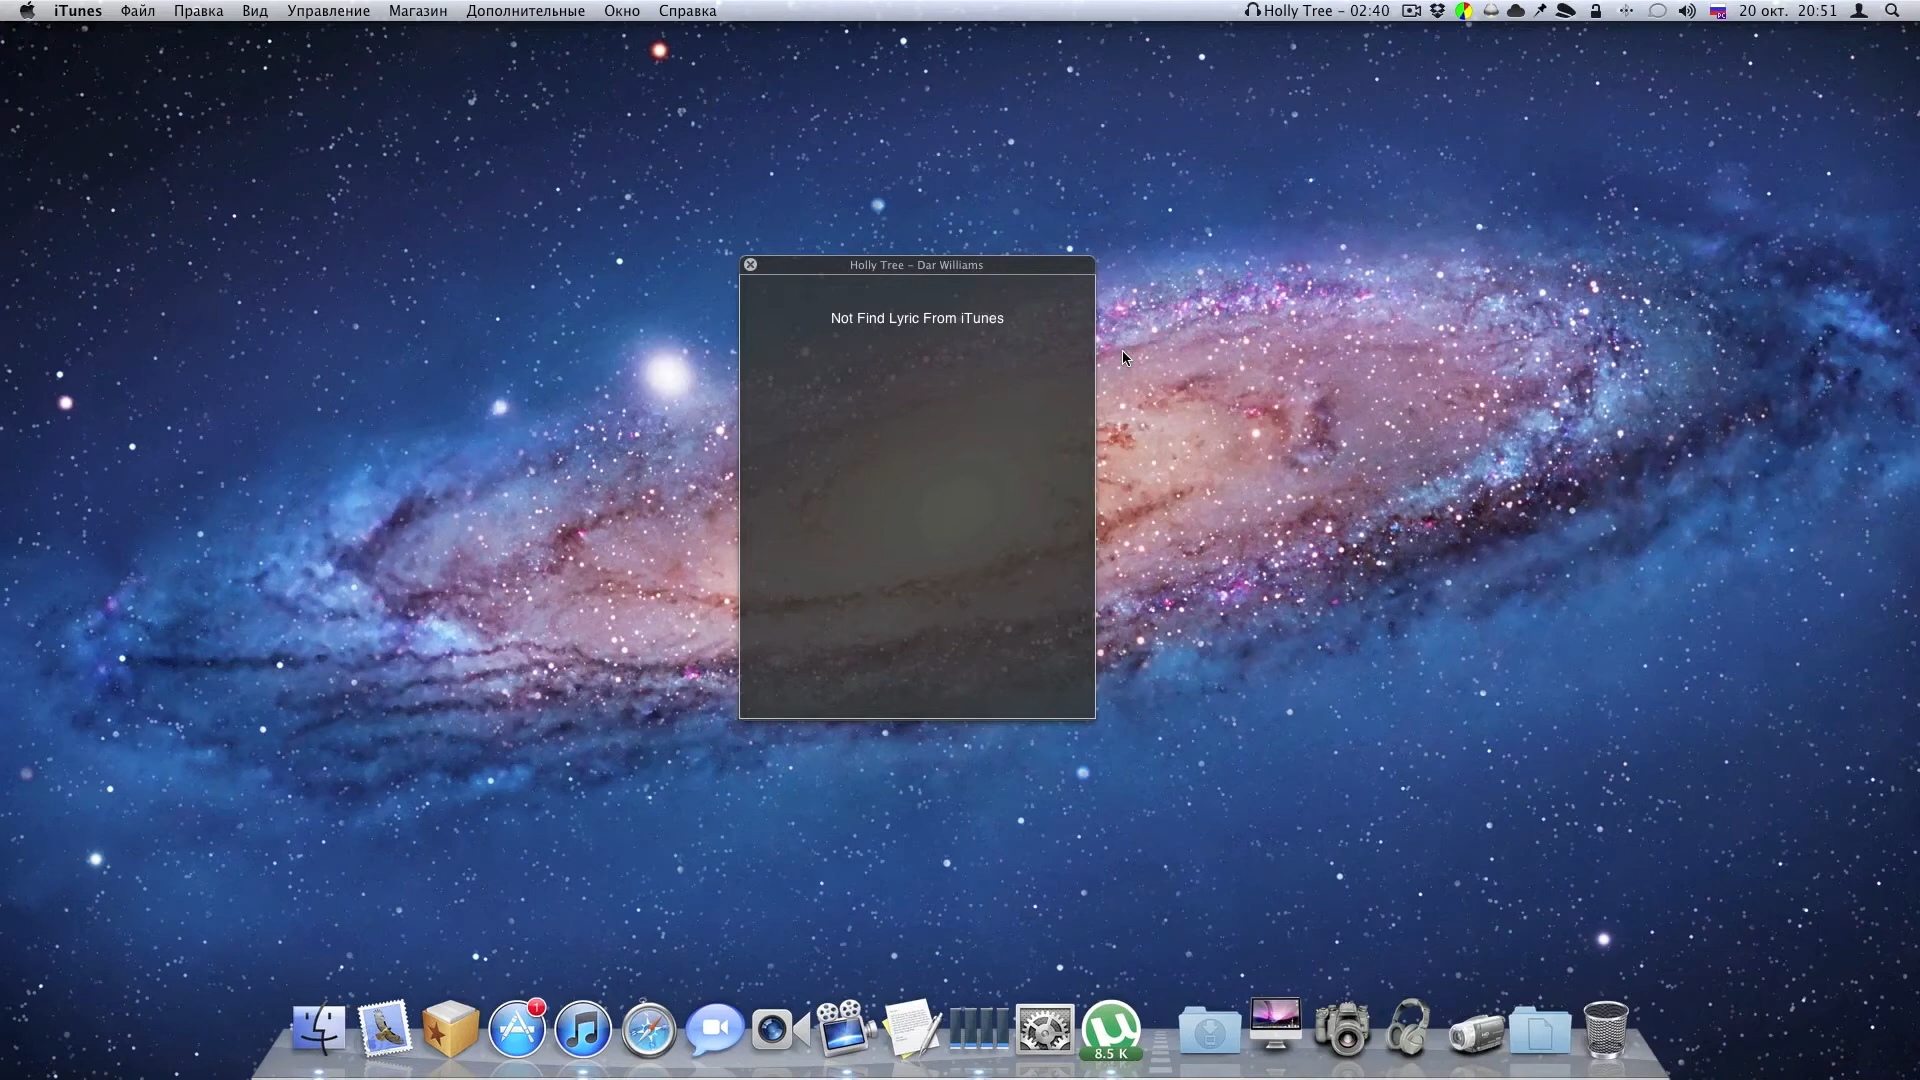 iTunes Файл Правка Вид Управление Магазин Дополнительные Окно Справка Holly Tree – 02:40 20 окт. 20:51
Holly Tree – Dar Williams
Not Find Lyric From iTunes
1
8.5 K